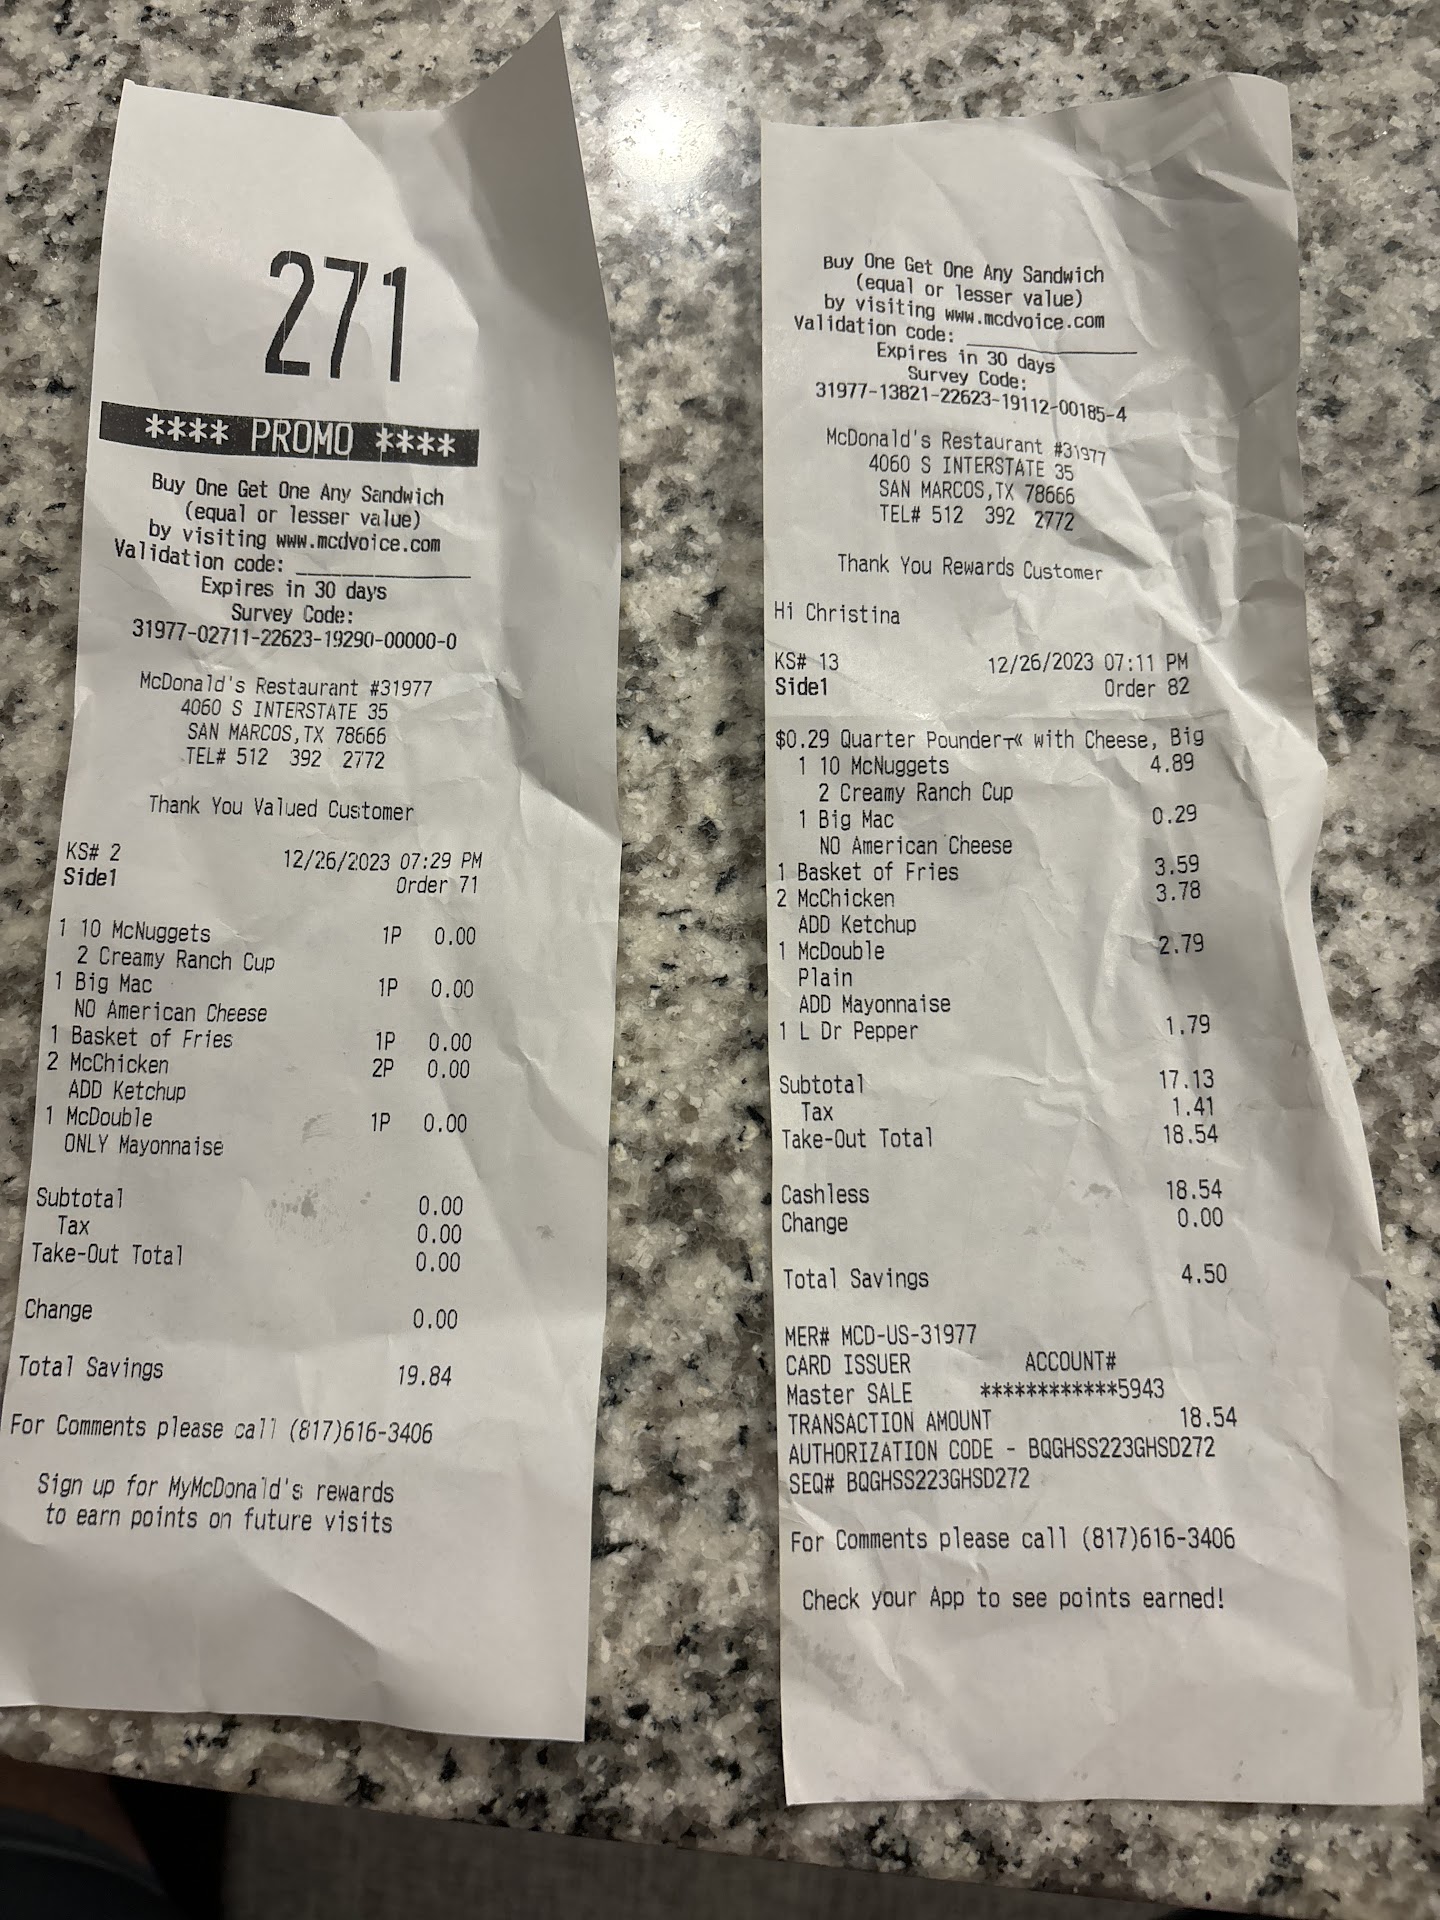 271
**** PROMO ****
Buy One Get One Any Sandwich
(equal or lesser value)
by visiting www.mcdvoice.com
Validation code: ______________
Expires in 30 days
Survey Code:
31977-02711-22623-19290-00000-0
McDonald's Restaurant #31977
4060 S INTERSTATE 35
SAN MARCOS,TX 78666
TEL# 512 392 2772
Thank You Valued Customer
KS# 2 12/26/2023 07:29 PM
Side1 Order 71
1 10 McNuggets 1P 0.00
2 Creamy Ranch Cup
1 Big Mac 1P 0.00
NO American Cheese
1 Basket of Fries 1P 0.00
2 McChicken 2P 0.00
ADD Ketchup
1 McDouble 1P 0.00
ONLY Mayonnaise
Subtotal 0.00
Tax 0.00
Take-Out Total 0.00
Change 0.00
Total Savings 19.84
For Comments please call (817)616-3406
Sign up for MyMcDonald's rewards
to earn points on future visits
Buy One Get One Any Sandwich
(equal or lesser value)
by visiting www.mcdvoice.com
Validation code: ______________
Expires in 30 days
Survey Code:
31977-13821-22623-19112-00185-4
McDonald's Restaurant #31977
4060 S INTERSTATE 35
SAN MARCOS,TX 78666
TEL# 512 392 2772
Thank You Rewards Customer
Hi Christina
KS# 13 12/26/2023 07:11 PM
Side1 Order 82
$0.29 Quarter Pounder┬« with Cheese, Big
1 10 McNuggets 4.89
2 Creamy Ranch Cup
1 Big Mac 0.29
NO American Cheese
1 Basket of Fries 3.59
2 McChicken 3.78
ADD Ketchup
1 McDouble 2.79
Plain
ADD Mayonnaise
1 L Dr Pepper 1.79
Subtotal 17.13
Tax 1.41
Take-Out Total 18.54
Cashless 18.54
Change 0.00
Total Savings 4.50
MER# MCD-US-31977
CARD ISSUER ACCOUNT#
Master SALE ************5943
TRANSACTION AMOUNT 18.54
AUTHORIZATION CODE - BQGHSS223GHSD272
SEQ# BQGHSS223GHSD272
For Comments please call (817)616-3406
Check your App to see points earned!